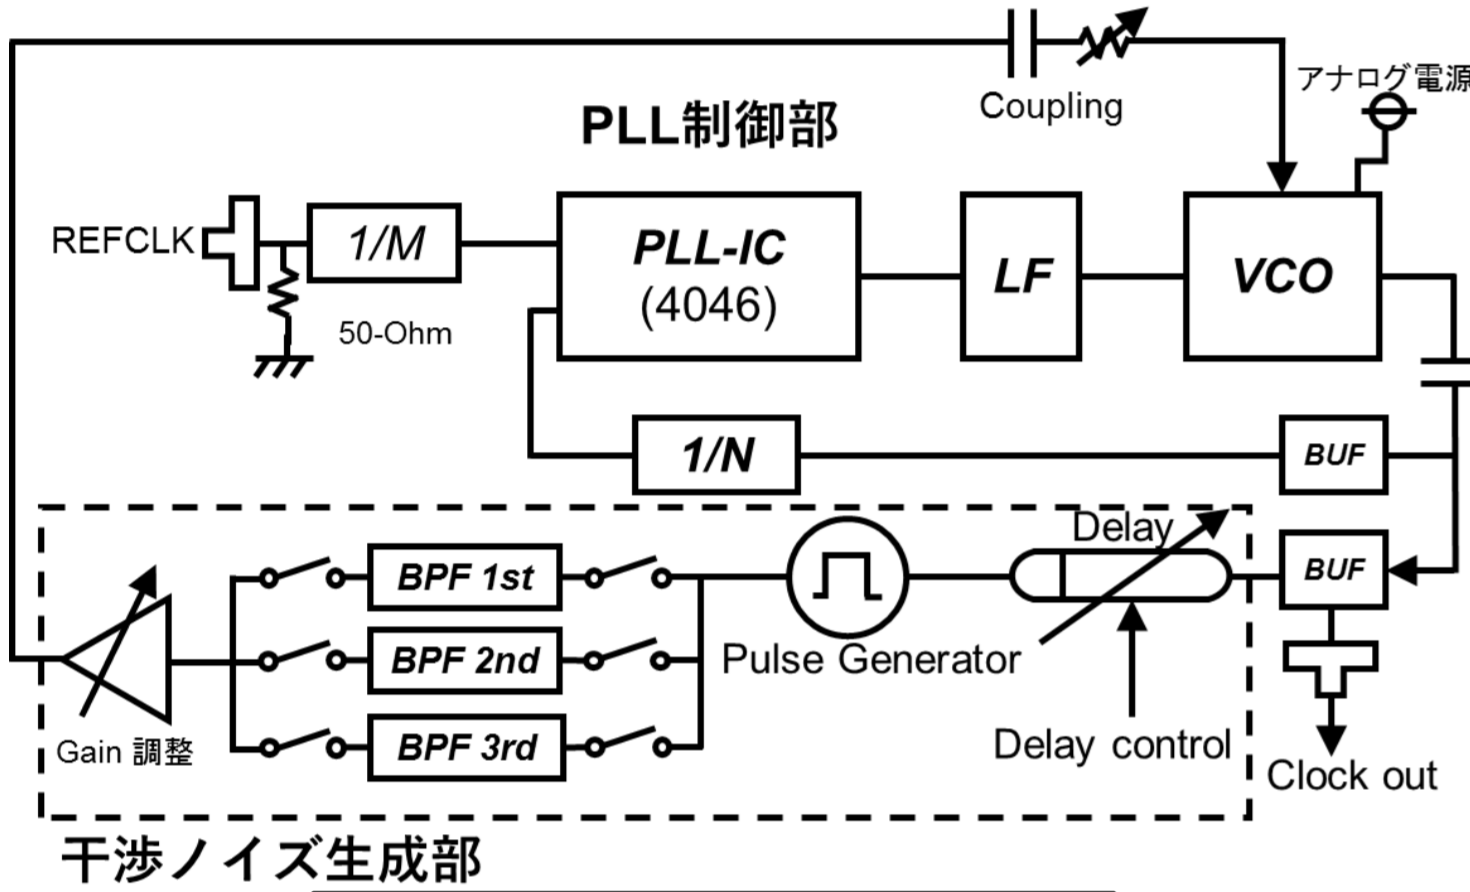 Coupling
アナログ電源
PLL制御部
REFCLK
1/M
PLL-IC
(4046)
LF
VCO
50-Ohm
1/N
BUF
Delay
BUF
BPF 1st
BPF 2nd
Pulse Generator
BPF 3rd
Gain 調整
Delay control
Clock out
干渉ノイズ生成部